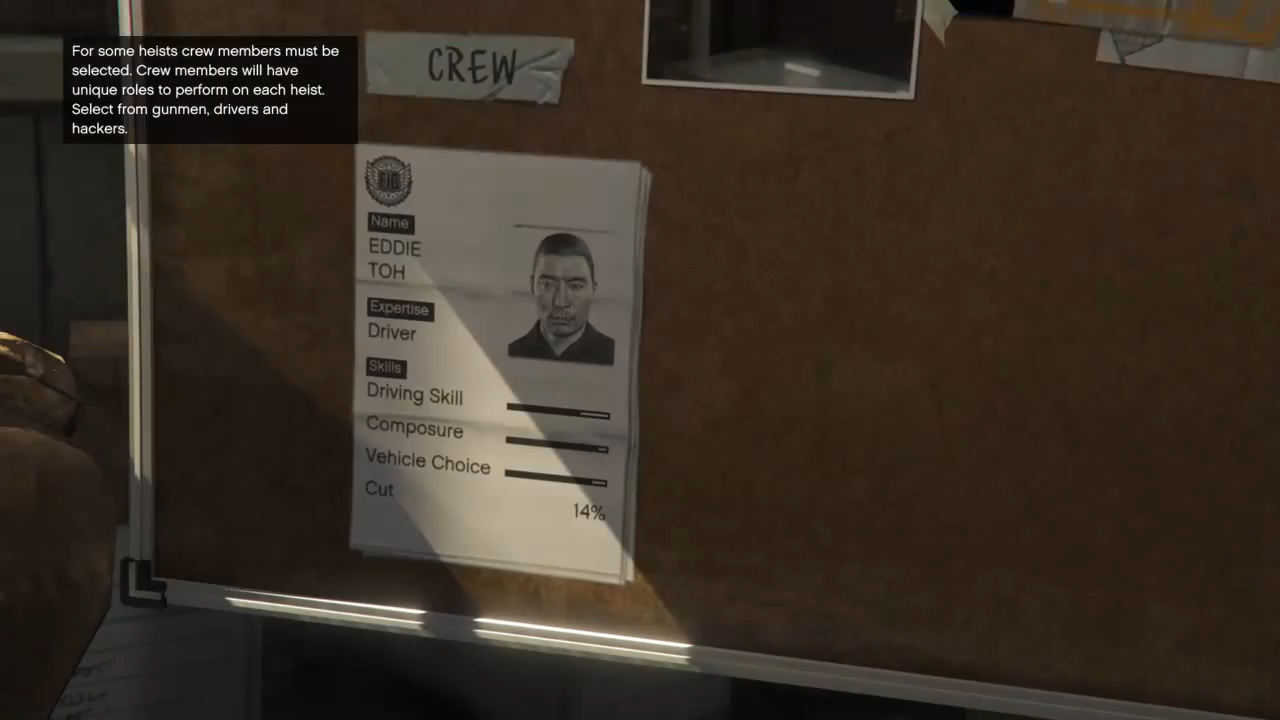 For some heists crew members must be
selected. Crew members will have
unique roles to perform on each heist.
Select from gunmen, drivers and
hackers.
CREW
FIB
Name
EDDIE
TOH
Expertise
Driver
Skills
Driving Skill
Composure
Vehicle Choice
Cut
14%